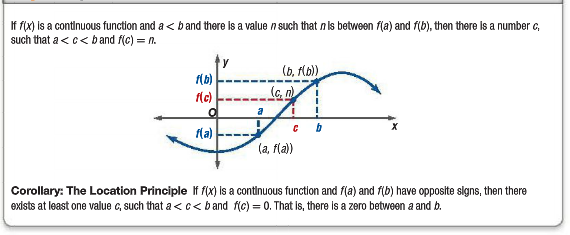 If f(x) is a continuous function and a < b and there is a value n such that n is between f(a) and f(b), then there is a number c,
such that a < c < b and f(c) = n.
y
f(b)
(b, f(b))
f(c)
(c, n)
O
a
c
b
x
f(a)
(a, f(a))
Corollary: The Location Principle If f(x) is a continuous function and f(a) and f(b) have opposite signs, then there
exists at least one value c, such that a < c < b and f(c) = 0. That is, there is a zero between a and b.